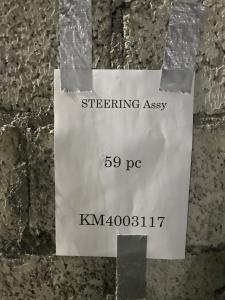 STEERING Assy
59 pc
KM4003117